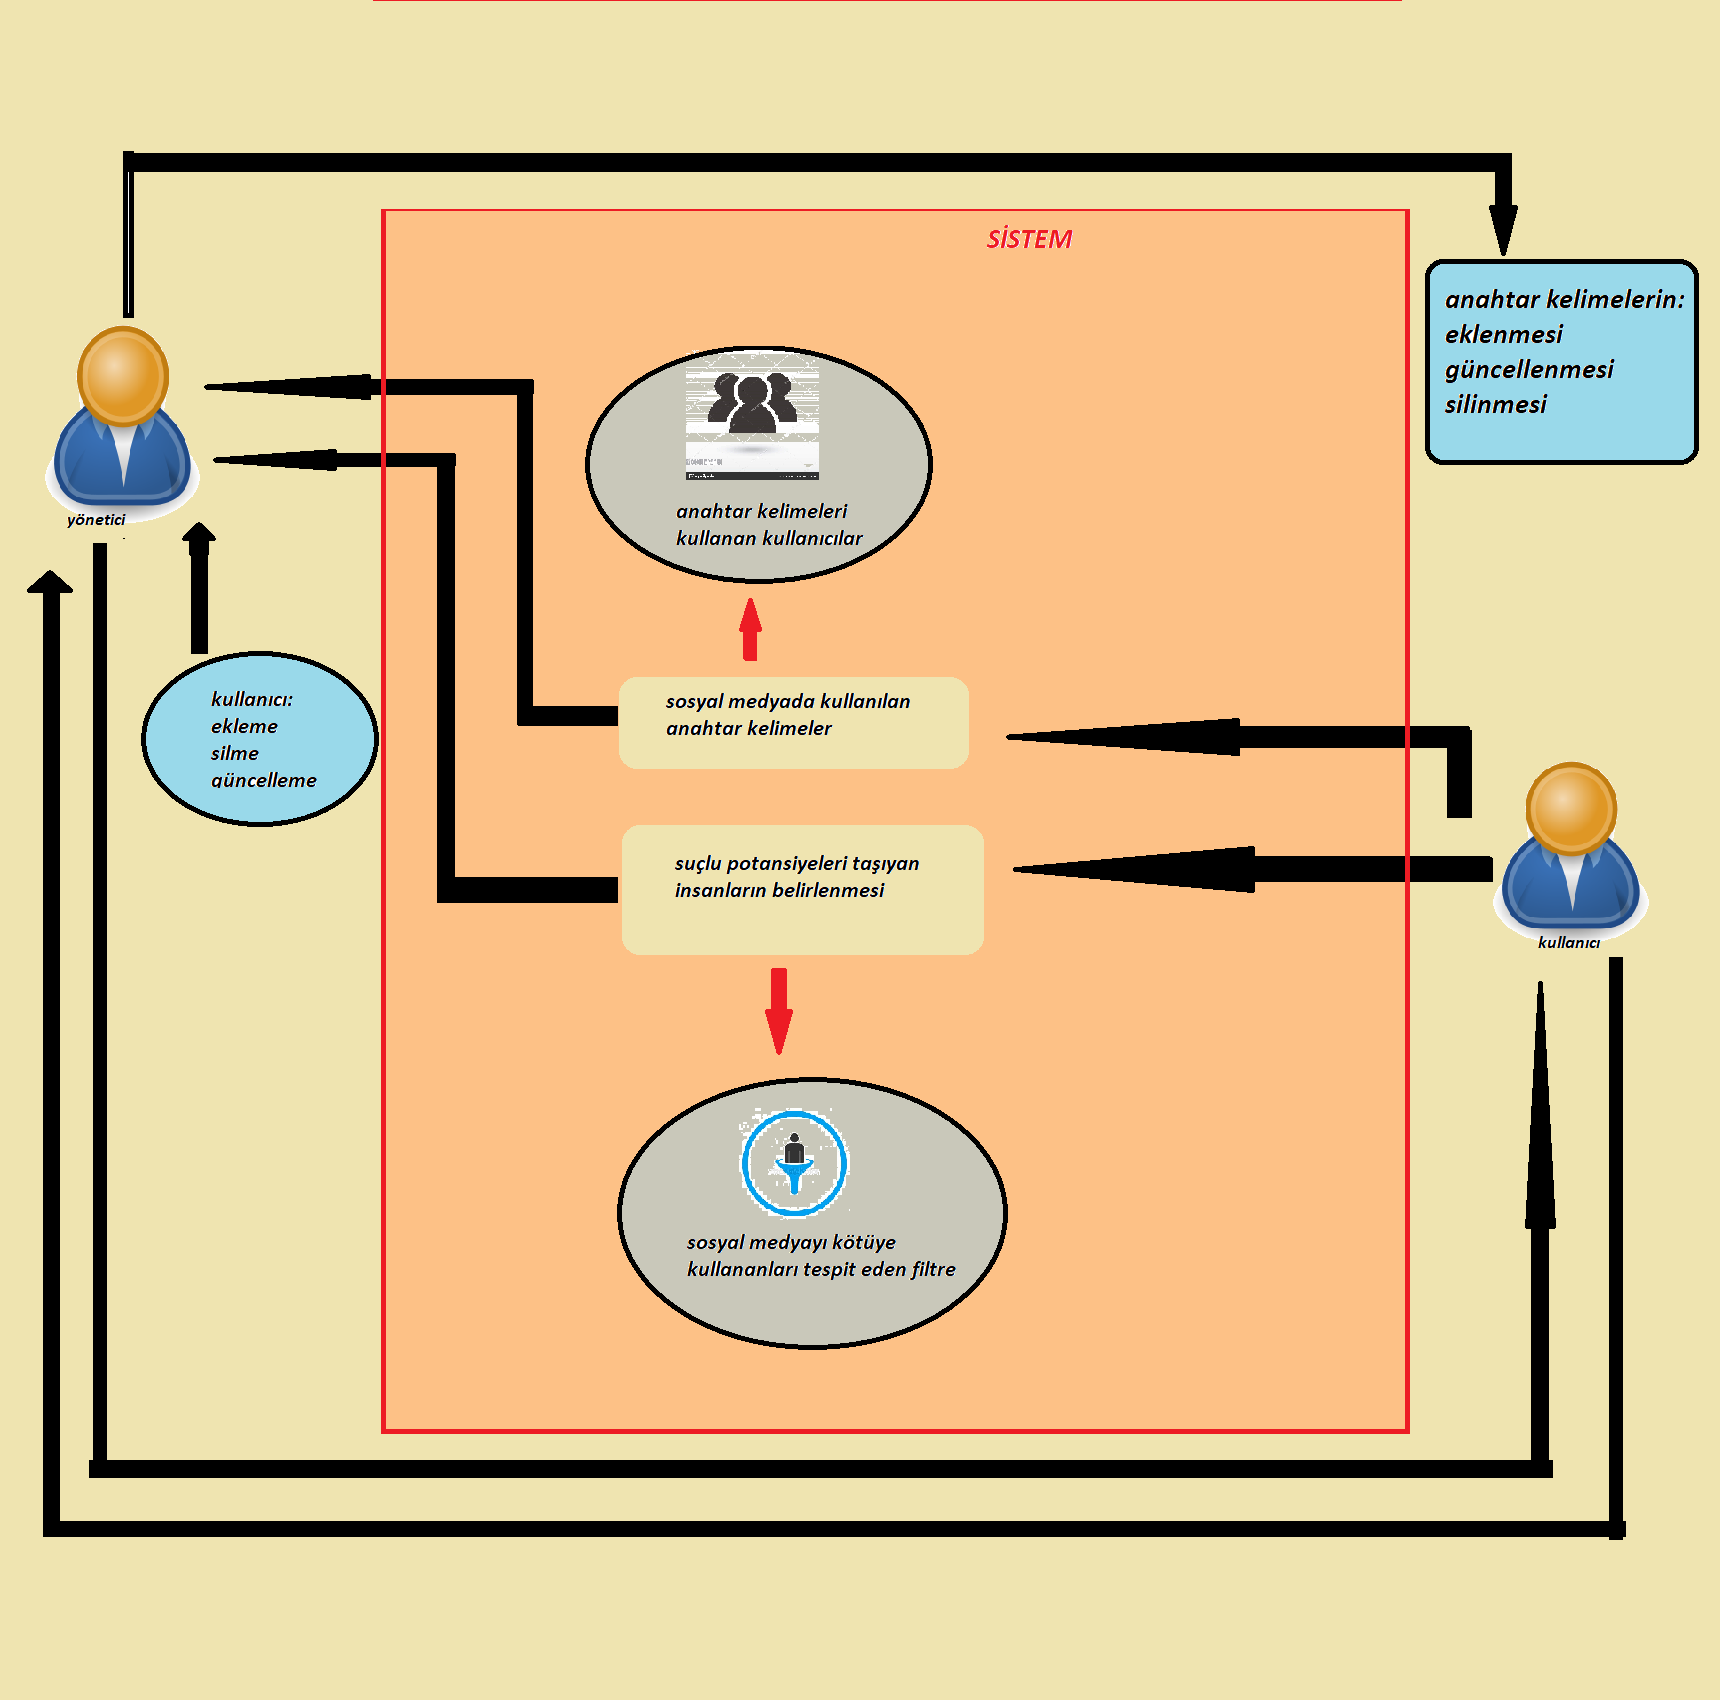 SİSTEM
anahtar kelimelerin:
eklenmesi
güncellenmesi
silinmesi
anahtar kelimeleri
kullanan kullanıcılar
yönetici
kullanıcı:
ekleme
silme
güncelleme
sosyal medyada kullanılan
anahtar kelimeler
suçlu potansiyeleri taşıyan
insanların belirlenmesi
kullanıcı
sosyal medyayı kötüye
kullananları tespit eden filtre